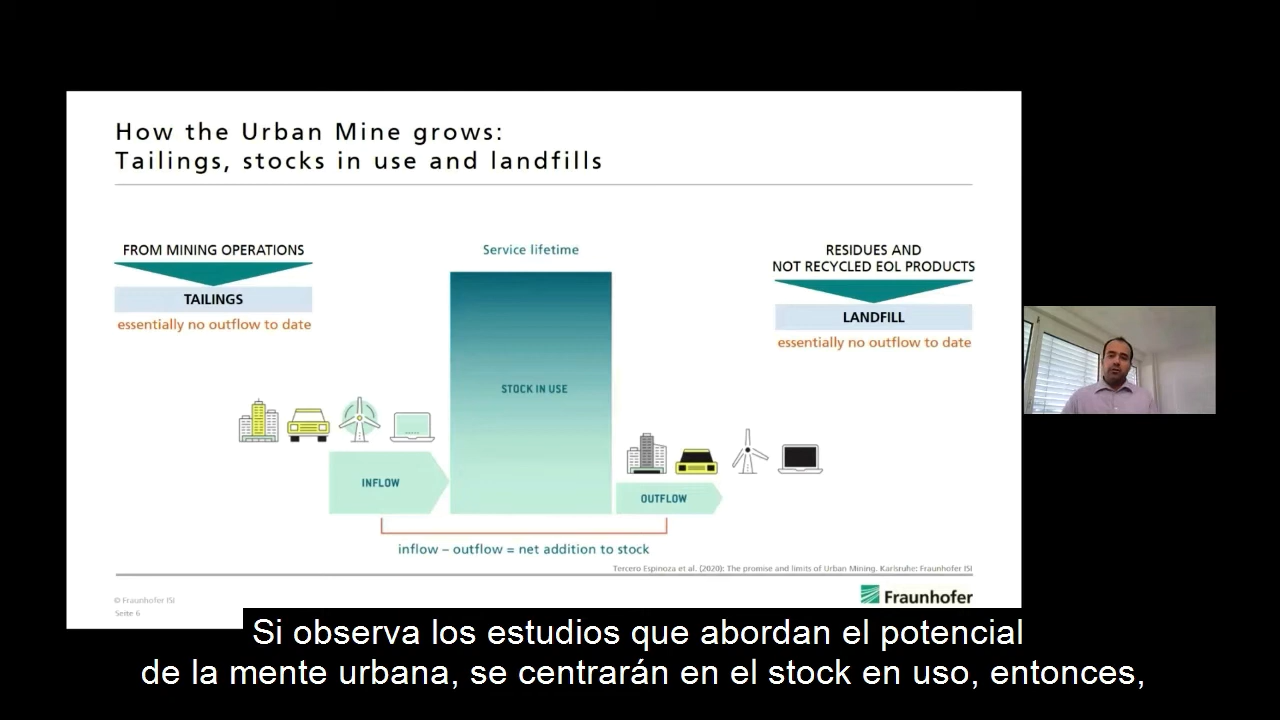 How the Urban Mine grows:
Tailings, stocks in use and landfills
FROM MINING OPERATIONS
TAILINGS
essentially no outflow to date
Service lifetime
STOCK IN USE
RESIDUES AND
NOT RECYCLED EOL PRODUCTS
LANDFILL
essentially no outflow to date
INFLOW
OUTFLOW
inflow – outflow = net addition to stock
Tercero Espinoza et al. (2020): The promise and limits of Urban Mining. Karlsruhe: Fraunhofer ISI
© Fraunhofer ISI
Seite 6
Fraunhofer
Si observa los estudios que abordan el potencial
de la mente urbana, se centrarán en el stock en uso, entonces,